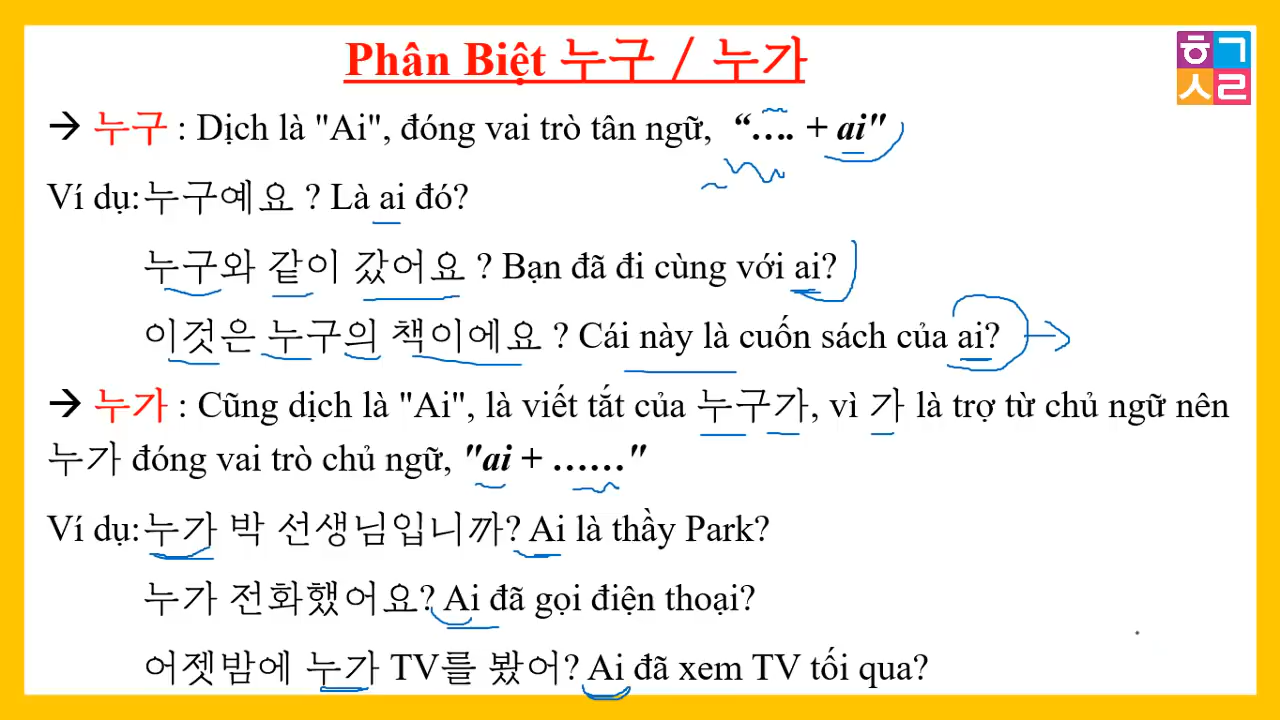 Phân Biệt 누구 / 누가
ㅎㄱ
ㅅㄹ
→ 누구 : Dịch là "Ai", đóng vai trò tân ngữ, “…. + ai"
Ví dụ:누구예요 ? Là ai đó?
누구와 같이 갔어요 ? Bạn đã đi cùng với ai?
이것은 누구의 책이에요 ? Cái này là cuốn sách của ai?
→ 누가 : Cũng dịch là "Ai", là viết tắt của 누구가, vì 가 là trợ từ chủ ngữ nên
누가 đóng vai trò chủ ngữ, "ai + ……"
Ví dụ:누가 박 선생님입니까? Ai là thầy Park?
누가 전화했어요? Ai đã gọi điện thoại?
어젯밤에 누가 TV를 봤어? Ai đã xem TV tối qua?